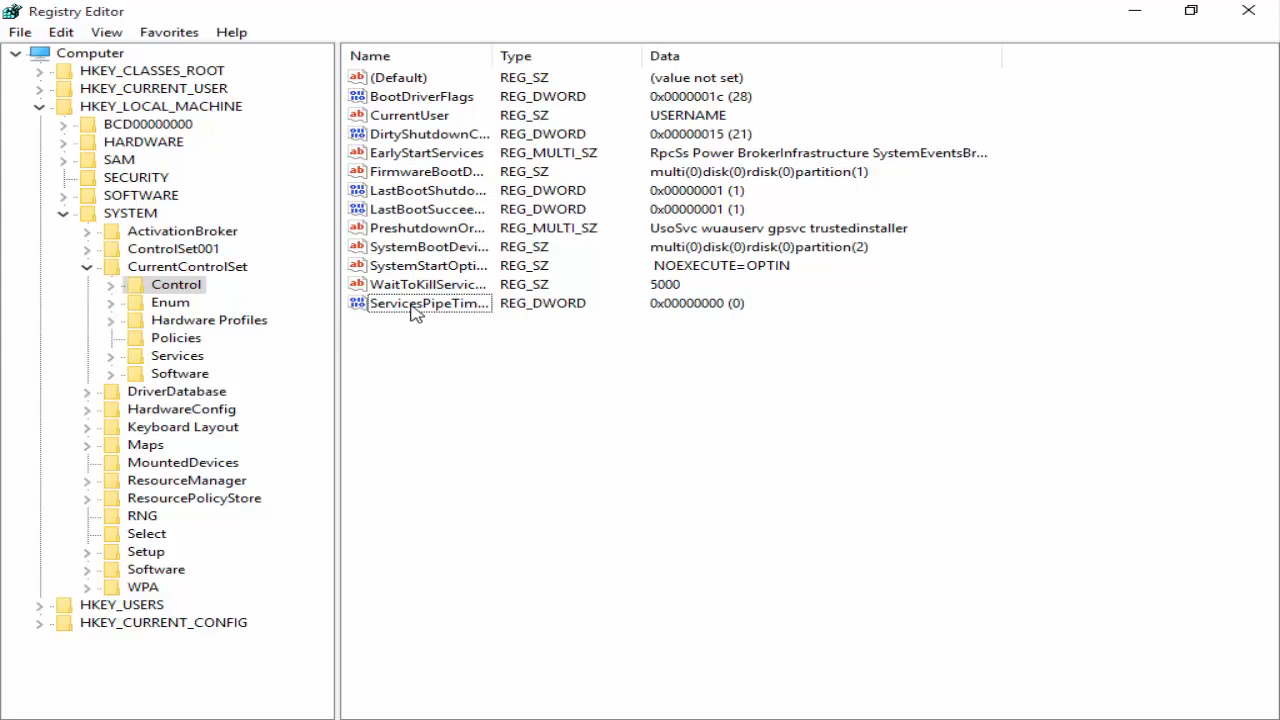 Registry Editor
File Edit View Favorites Help
Computer
HKEY_CLASSES_ROOT
HKEY_CURRENT_USER
HKEY_LOCAL_MACHINE
BCD00000000
HARDWARE
SAM
SECURITY
SOFTWARE
SYSTEM
ActivationBroker
ControlSet001
CurrentControlSet
Control
Enum
Hardware Profiles
Policies
Services
Software
DriverDatabase
HardwareConfig
Keyboard Layout
Maps
MountedDevices
ResourceManager
ResourcePolicyStore
RNG
Select
Setup
Software
WPA
HKEY_USERS
HKEY_CURRENT_CONFIG
Name Type Data
(Default) REG_SZ (value not set)
BootDriverFlags REG_DWORD 0x0000001c (28)
CurrentUser REG_SZ USERNAME
DirtyShutdownC... REG_DWORD 0x00000015 (21)
EarlyStartServices REG_MULTI_SZ RpcSs Power BrokerInfrastructure SystemEventsBr...
FirmwareBootD... REG_SZ multi(0)disk(0)rdisk(0)partition(1)
LastBootShutdo... REG_DWORD 0x00000001 (1)
LastBootSuccee... REG_DWORD 0x00000001 (1)
PreshutdownOr... REG_MULTI_SZ UsoSvc wuauserv gpsvc trustedinstaller
SystemBootDevi... REG_SZ multi(0)disk(0)rdisk(0)partition(2)
SystemStartOpti... REG_SZ NOEXECUTE=OPTIN
WaitToKillServic... REG_SZ 5000
ServicesPipeTim... REG_DWORD 0x00000000 (0)